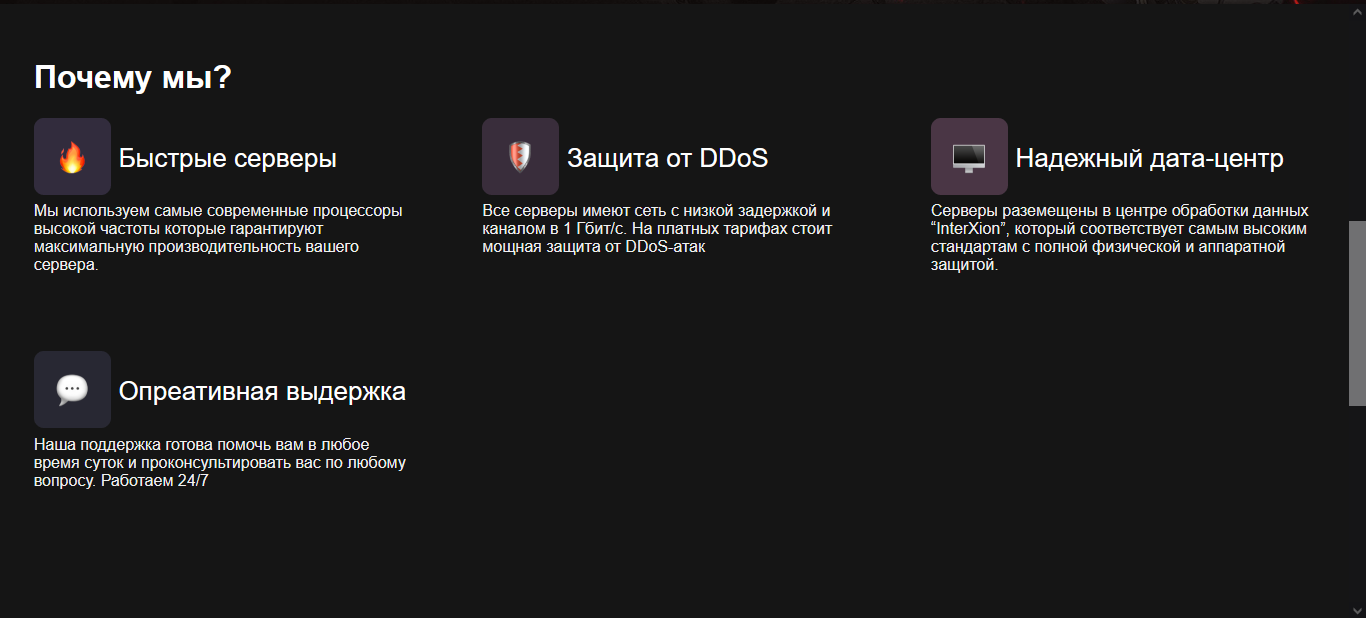 Почему мы?
Быстрые серверы
Мы используем самые современные процессоры
высокой частоты которые гарантируют
максимальную производительность вашего
сервера.
Защита от DDoS
Все серверы имеют сеть с низкой задержкой и
каналом в 1 Гбит/с. На платных тарифах стоит
мощная защита от DDoS-атак
Надежный дата-центр
Серверы раземещены в центре обработки данных
“InterXion”, который соответствует самым высоким
стандартам с полной физической и аппаратной
защитой.
Опреативная выдержка
Наша поддержка готова помочь вам в любое
время суток и проконсультировать вас по любому
вопросу. Работаем 24/7